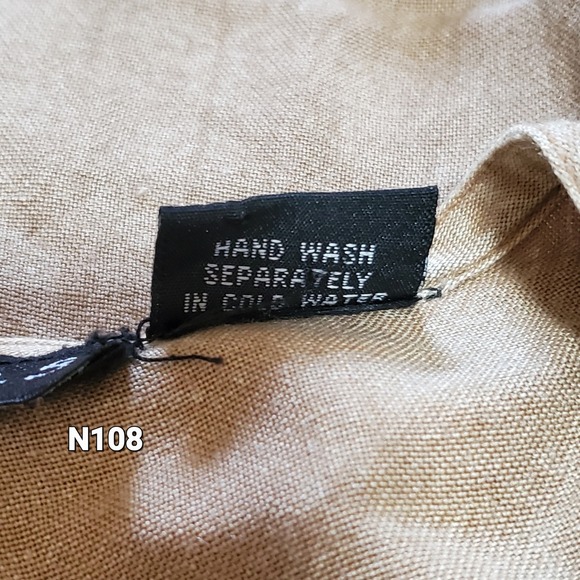 HAND WASH
SEPARATELY
IN COLD WATER
N108